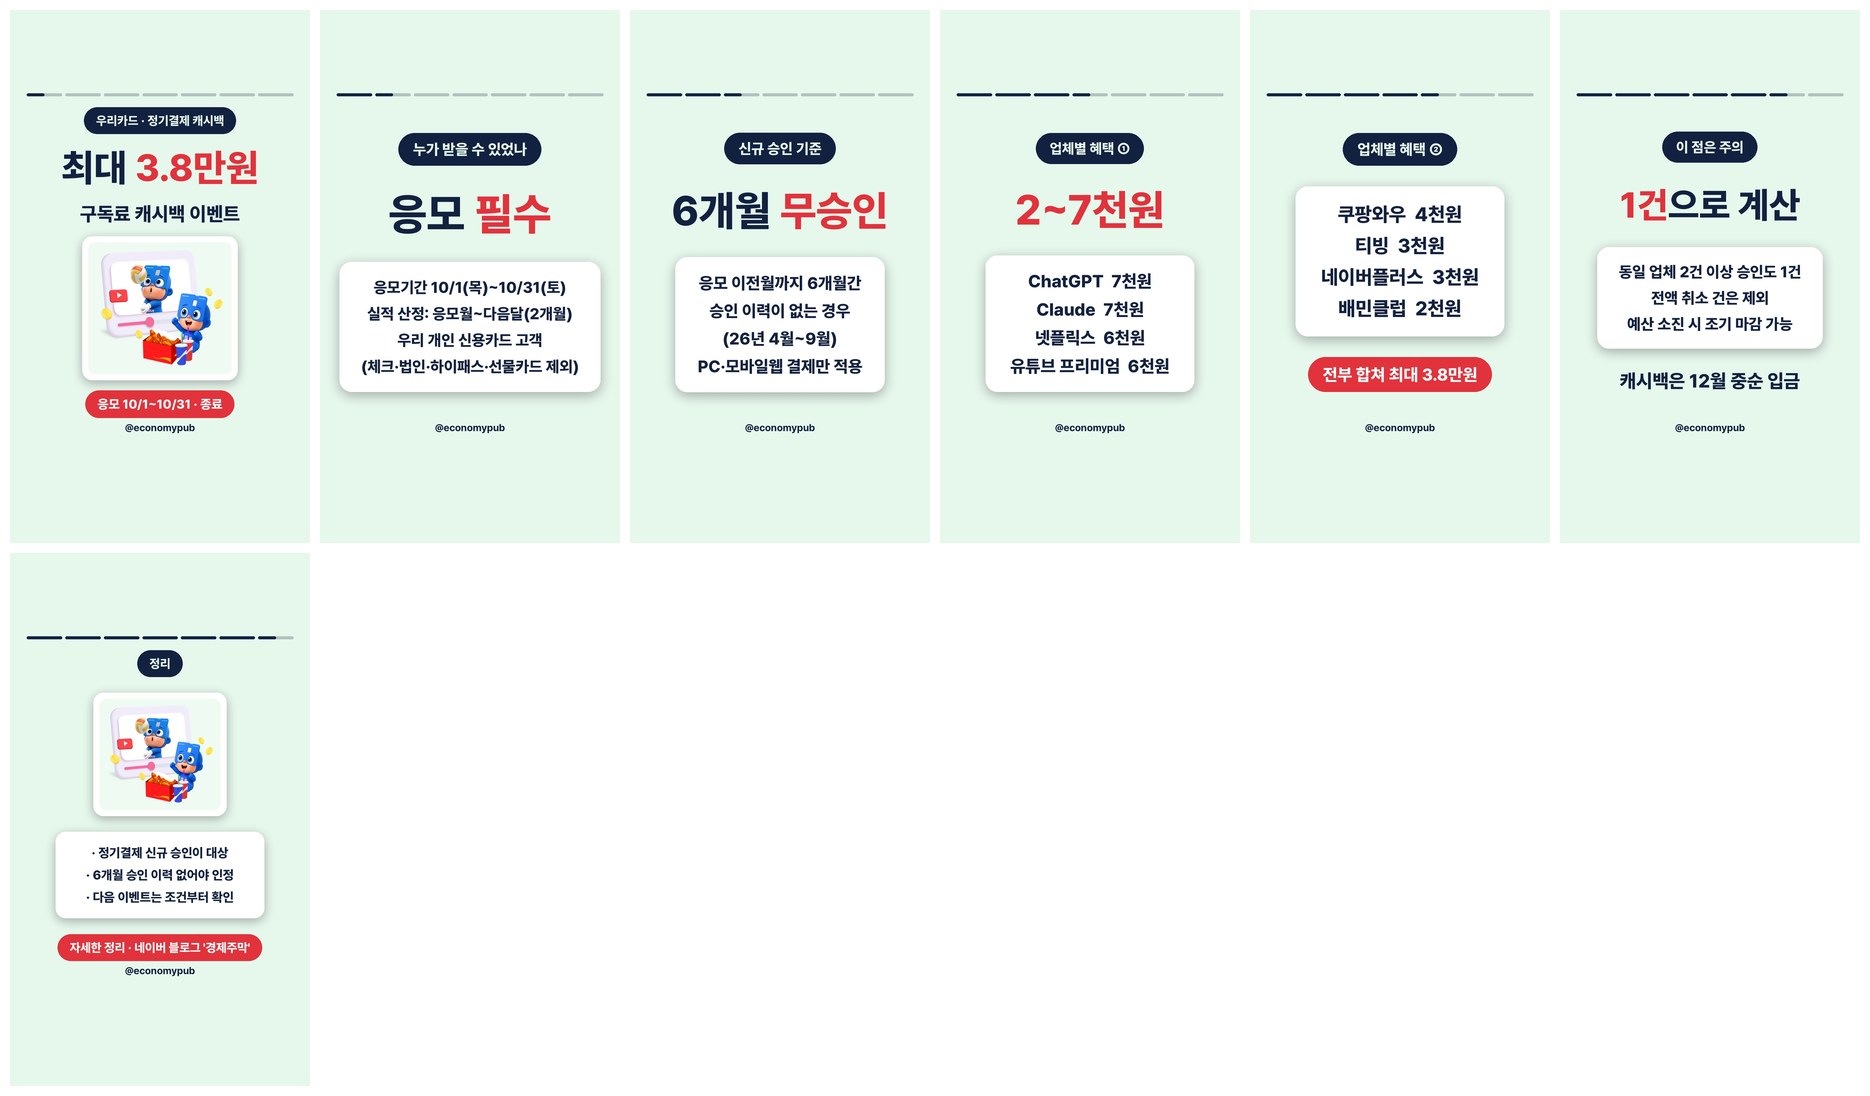 우리카드 · 정기결제 캐시백
최대 3.8만원
구독료 캐시백 이벤트
응모 10/1~10/31 · 종료
@economypub
누가 받을 수 있었나
응모 필수
응모기간 10/1(목)~10/31(토)
실적 산정: 응모월~다음달(2개월)
우리 개인 신용카드 고객
(체크·법인·하이패스·선물카드 제외)
@economypub
신규 승인 기준
6개월 무승인
응모 이전월까지 6개월간
승인 이력이 없는 경우
(26년 4월~9월)
PC·모바일웹 결제만 적용
@economypub
업체별 혜택 ①
2~7천원
ChatGPT 7천원
Claude 7천원
넷플릭스 6천원
유튜브 프리미엄 6천원
@economypub
업체별 혜택 ②
쿠팡와우 4천원
티빙 3천원
네이버플러스 3천원
배민클럽 2천원
전부 합쳐 최대 3.8만원
@economypub
이 점은 주의
1건으로 계산
동일 업체 2건 이상 승인도 1건
전액 취소 건은 제외
예산 소진 시 조기 마감 가능
캐시백은 12월 중순 입금
@economypub
정리
· 정기결제 신규 승인이 대상
· 6개월 승인 이력 없어야 인정
· 다음 이벤트는 조건부터 확인
자세한 정리 · 네이버 블로그 '경제주막'
@economypub